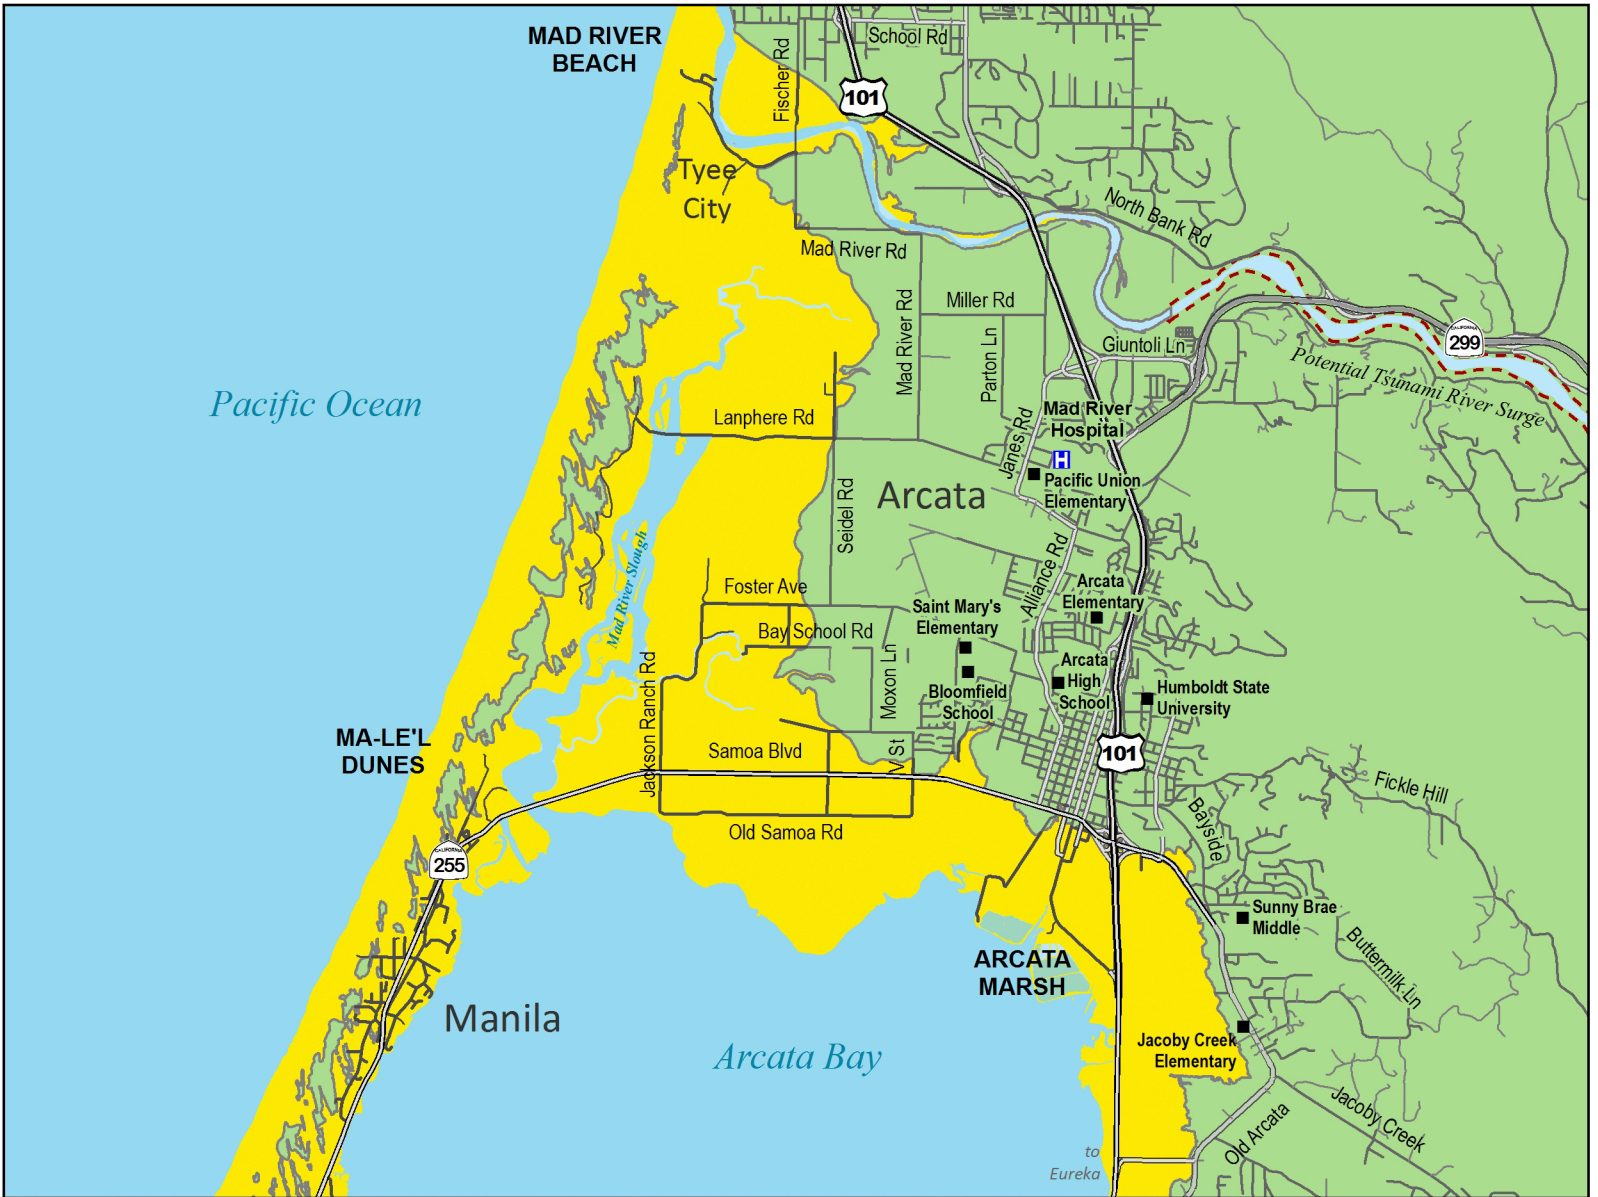 MAD RIVER
BEACH
School Rd
Fischer Rd
101
Tyee
City
North Bank Rd
Mad River Rd
Miller Rd
Mad River Rd
Parton Ln
Giuntoli Ln
CALIFORNIA
299
Potential Tsunami River Surge
Pacific Ocean
Lanphere Rd
Janes Rd
Mad River
Hospital
H
Pacific Union
Elementary
Arcata
Seidel Rd
Mad River Slough
Alliance Rd
Arcata
Elementary
Foster Ave
Saint Mary's
Elementary
Bay School Rd
Moxon Ln
Jackson Ranch Rd
Arcata
High
School
Bloomfield
School
Humboldt State
University
MA-LE'L
DUNES
Samoa Blvd
V St
101
Fickle Hill
Bayside
Old Samoa Rd
CALIFORNIA
255
Sunny Brae
Middle
Buttermilk Ln
ARCATA
MARSH
Manila
Arcata Bay
Jacoby Creek
Elementary
Jacoby Creek
Old Arcata
to
Eureka